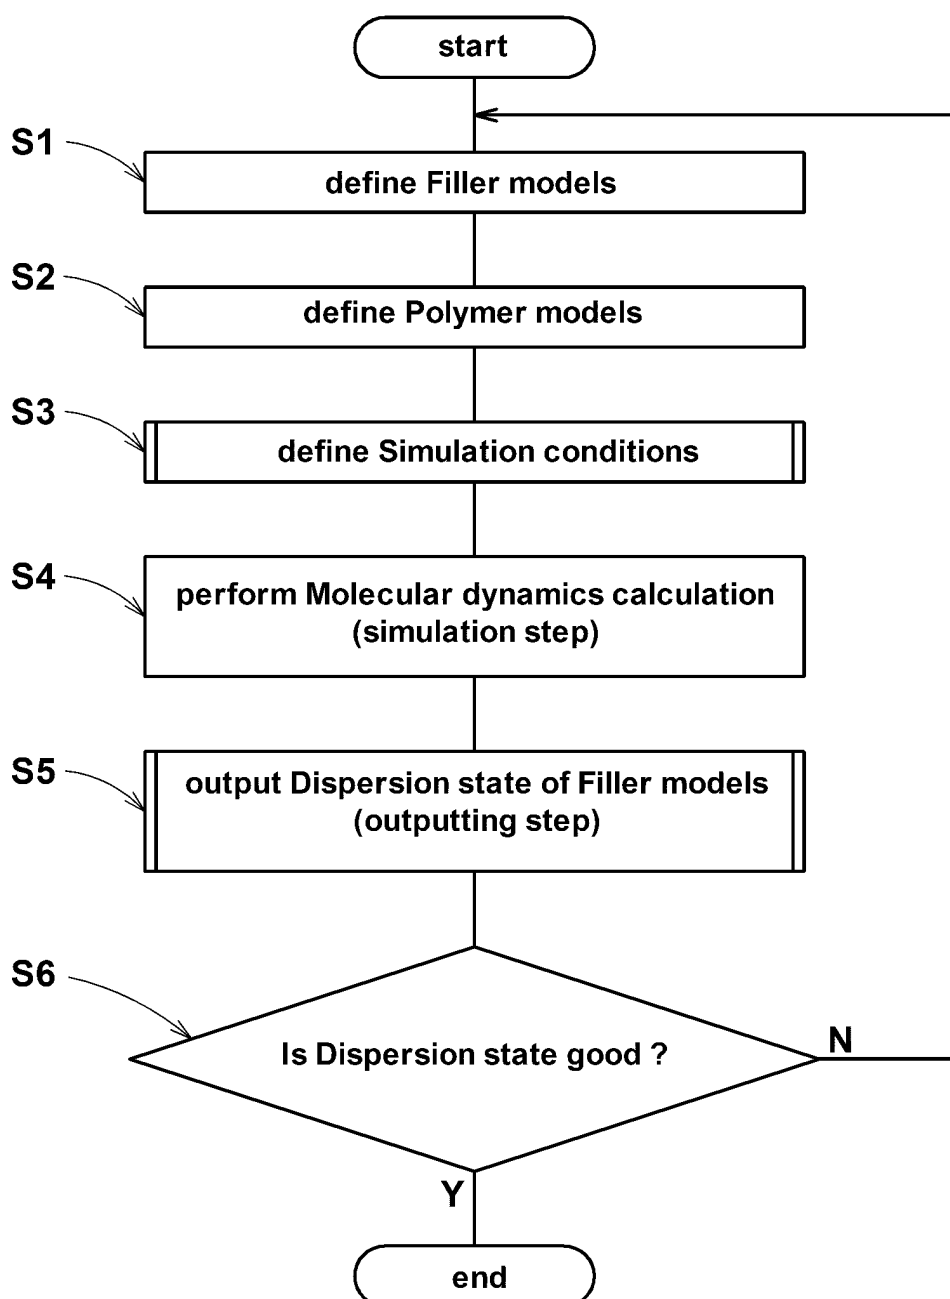 start
S1
define Filler models
S2
define Polymer models
S3
define Simulation conditions
S4
perform Molecular dynamics calculation
(simulation step)
S5
output Dispersion state of Filler models
(outputting step)
S6
Is Dispersion state good ?
N
Y
end